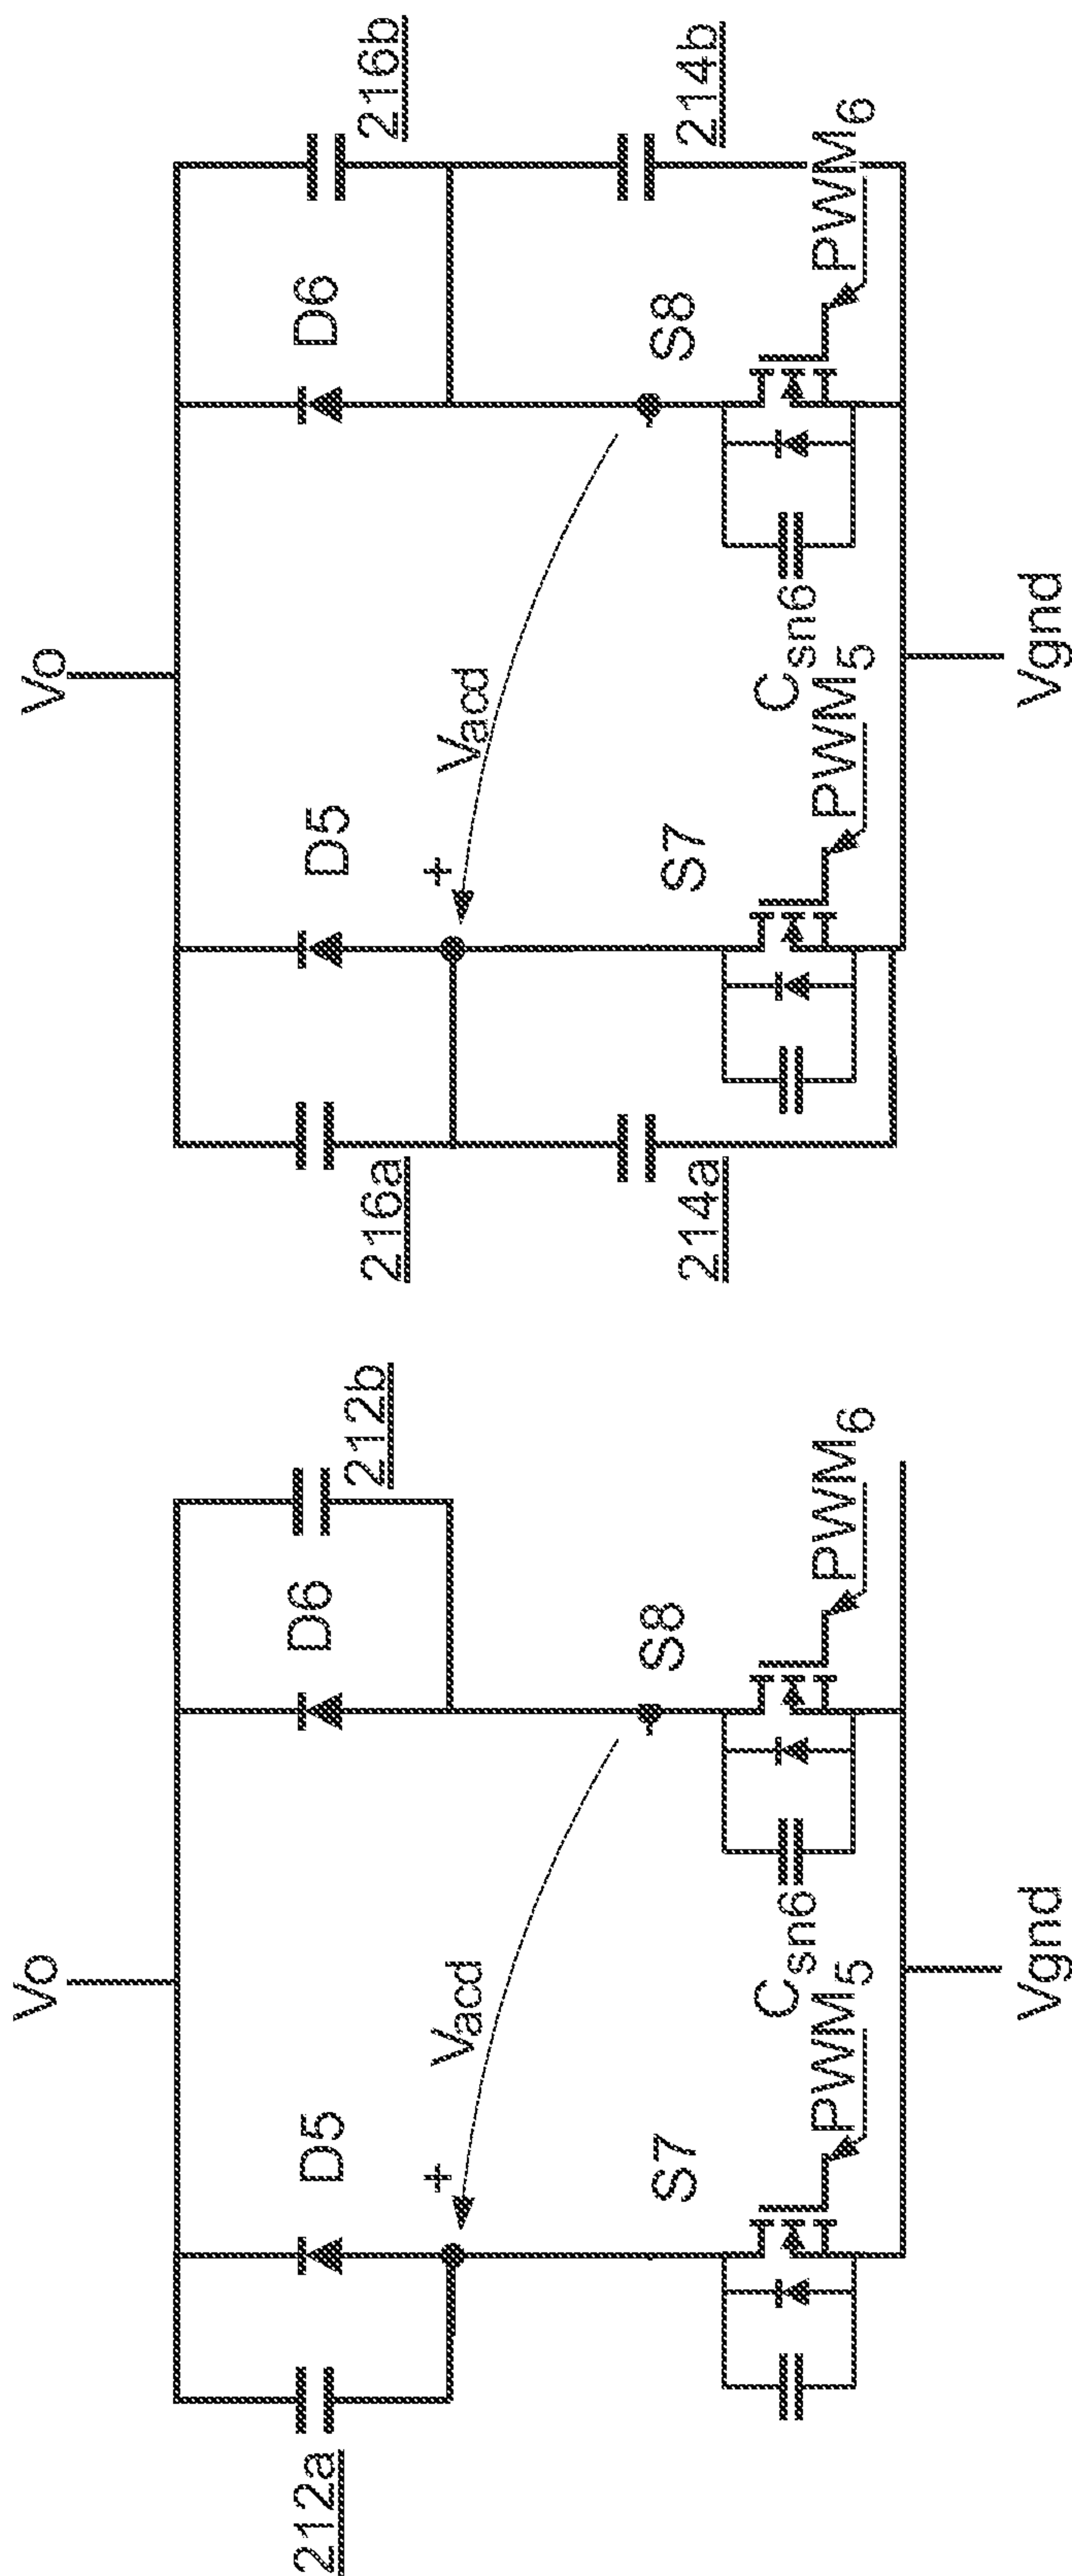 Vo
D5
D6
212a
212b
+
Vacd
S7
S8
Csn6
PWM5
PWM6
Vgnd
Vo
D5
D6
216a
216b
+
Vacd
S7
S8
214a
214b
Csn6
PWM5
PWM6
Vgnd